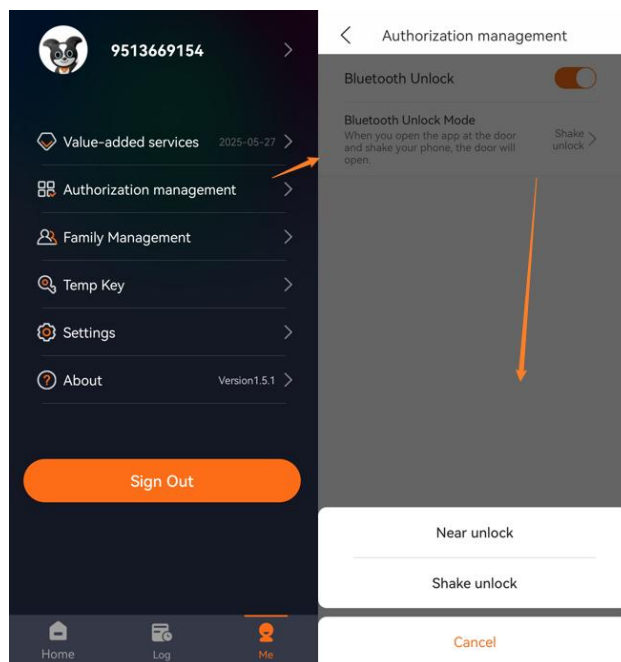 9513669154
Value-added services 2025-05-27
Authorization management
Family Management
Temp Key
Settings
About Version1.5.1
Sign Out
Home Log Me
Authorization management
Bluetooth Unlock
Bluetooth Unlock Mode
When you open the app at the door
and shake your phone, the door will
open.
Shake
unlock
Near unlock
Shake unlock
Cancel